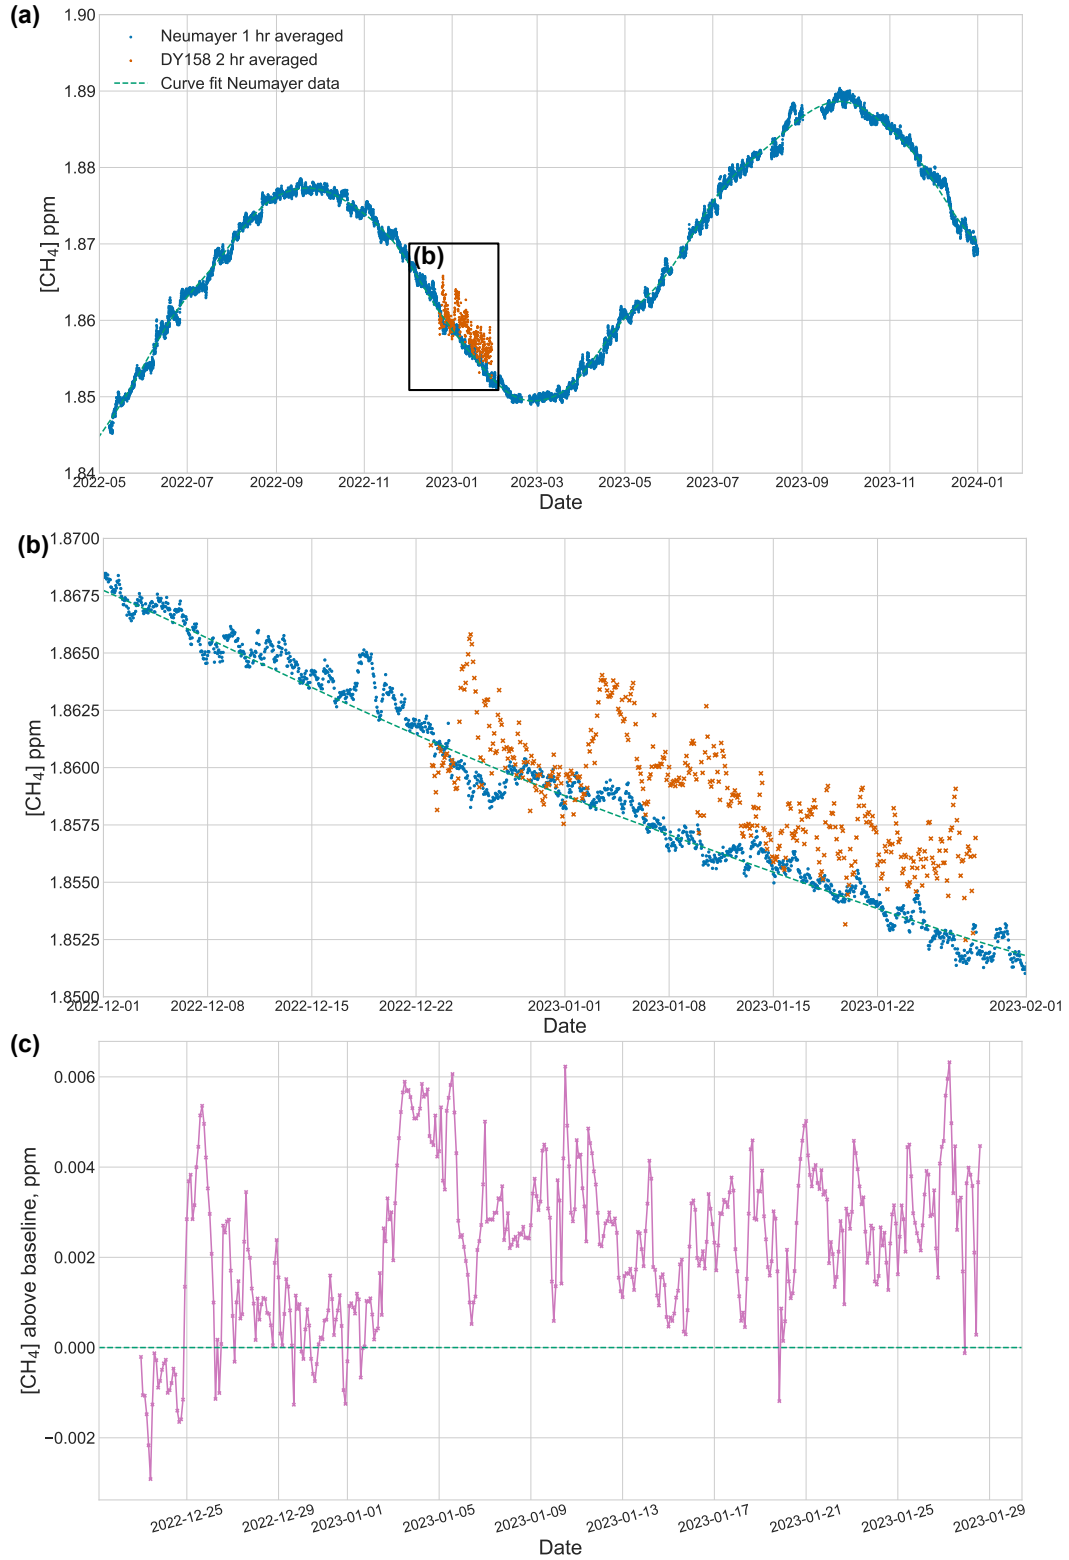 (a)
1.90
1.89
1.88
1.87
1.86
1.85
1.84
[CH4] ppm
Neumayer 1 hr averaged
DY158 2 hr averaged
Curve fit Neumayer data
(b)
2022-05 2022-07 2022-09 2022-11 2023-01 2023-03 2023-05 2023-07 2023-09 2023-11 2024-01
Date
(b)
1.8700
1.8675
1.8650
1.8625
1.8600
1.8575
1.8550
1.8525
1.8500
[CH4] ppm
2022-12-01 2022-12-08 2022-12-15 2022-12-22 2023-01-01 2023-01-08 2023-01-15 2023-01-22 2023-02-01
Date
(c)
0.006
0.004
0.002
0.000
−0.002
[CH4] above baseline, ppm
2022-12-25 2022-12-29 2023-01-01 2023-01-05 2023-01-09 2023-01-13 2023-01-17 2023-01-21 2023-01-25 2023-01-29
Date